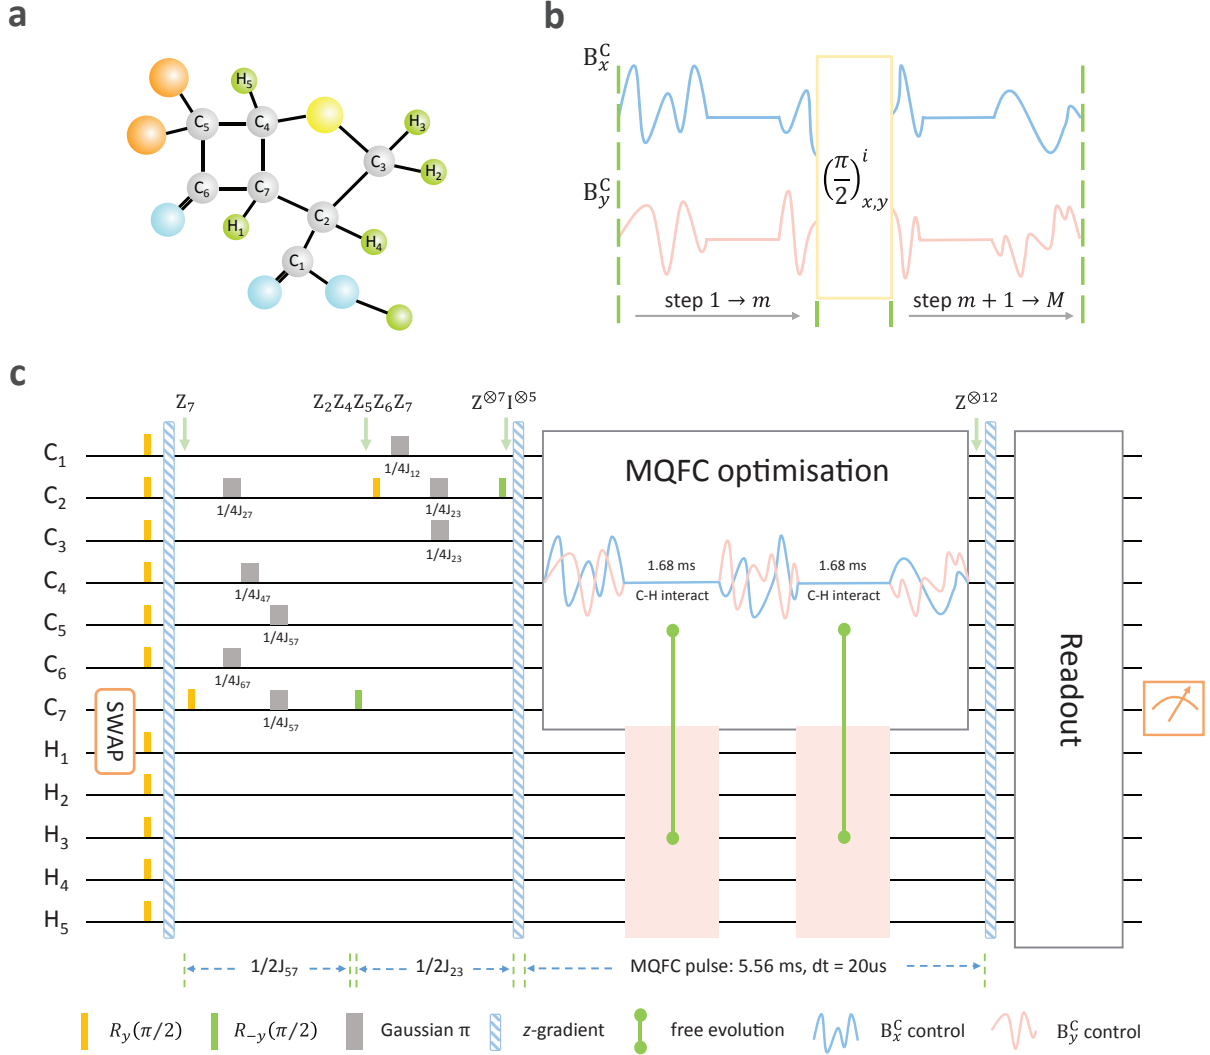 a
H₅
C₅
C₄
H₃
C₃
H₂
C₆
C₇
C₂
H₁
H₄
C₁
b
B_x^C
B_y^C
(π/2)^i_{x,y}
step 1 → m
step m + 1 → M
c
Z₇
Z₂Z₄Z₅Z₆Z₇
Z^{⊗7}I^{⊗5}
Z^{⊗12}
C₁
1/4J₁₂
C₂
1/4J₂₇
1/4J₂₃
C₃
1/4J₂₃
C₄
1/4J₄₇
C₅
1/4J₅₇
C₆
1/4J₆₇
C₇
1/4J₅₇
SWAP
H₁
H₂
H₃
H₄
H₅
MQFC optimisation
1.68 ms
C-H interact
1.68 ms
C-H interact
Readout
1/2J₅₇
1/2J₂₃
MQFC pulse: 5.56 ms, dt = 20us
R_y(π/2)
R_{−y}(π/2)
Gaussian π
z-gradient
free evolution
B_x^C control
B_y^C control